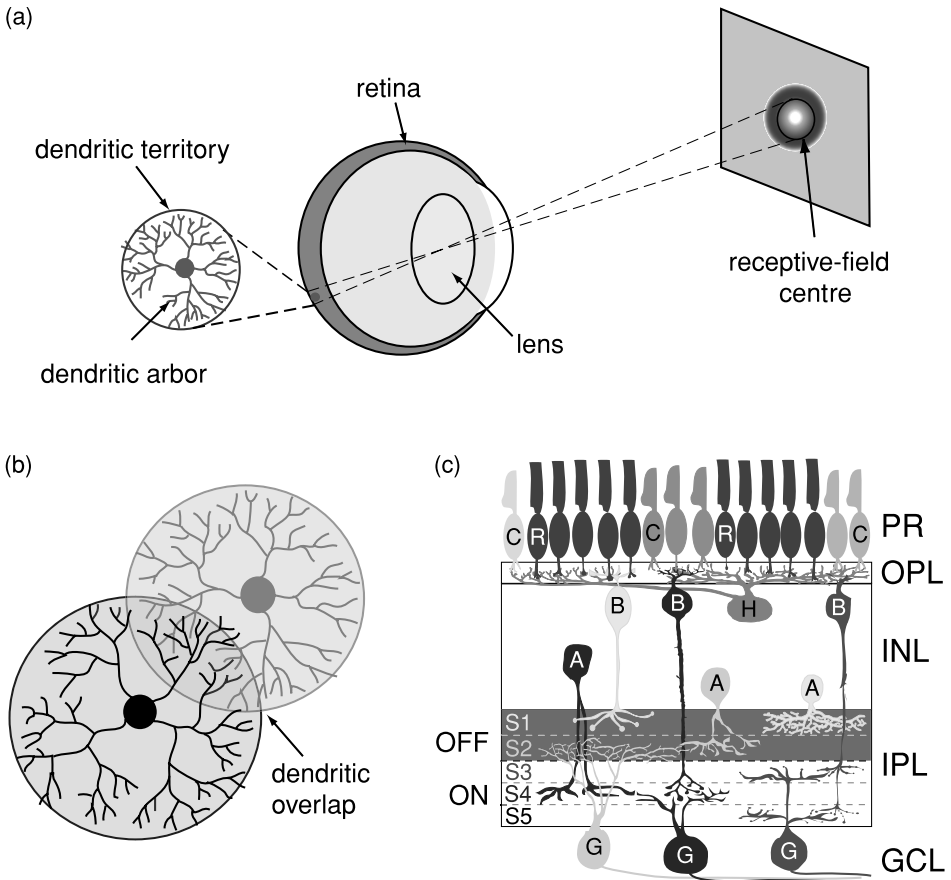 (a)
retina
dendritic territory
receptive-field
centre
lens
dendritic arbor
(b)
dendritic
overlap
(c)
C R C R C
PR
OPL
B B H B
INL
A A A
S1
OFF
S2
S3
IPL
ON
S4
S5
G G G
GCL